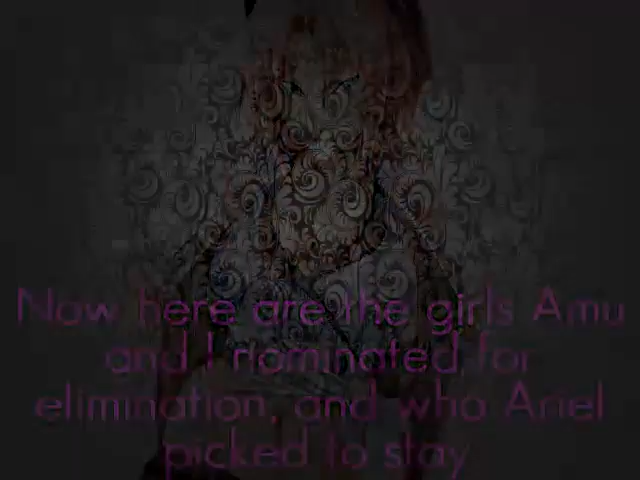 Now here are the girls Amu
and I nominated for
elimination, and who Ariel
picked to stay